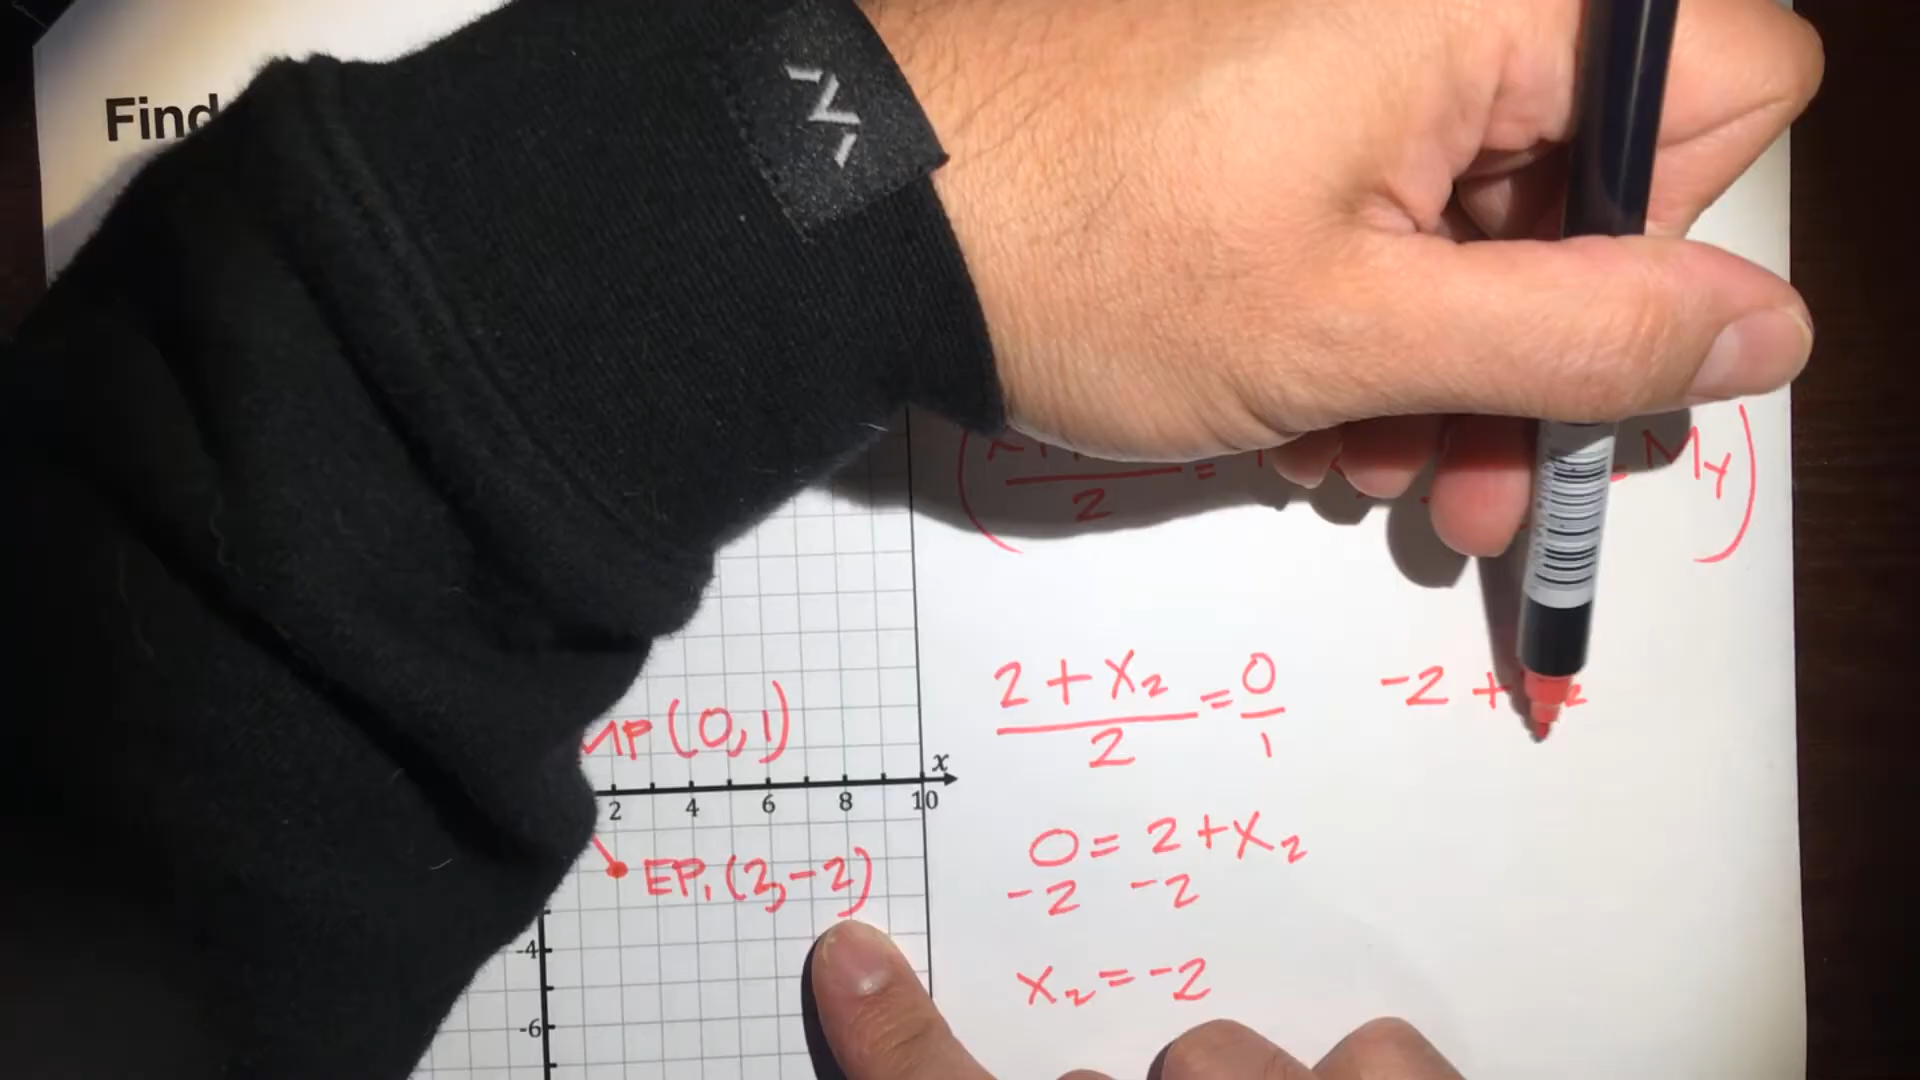 Find
2 = My)
2 + x₂ = 0 -2 +
2 1
MP (0,1)
x
2 4 6 8 10
0 = 2 + x₂
EP₁ (2,-2)
-2 -2
-4
x₂ = -2
-6